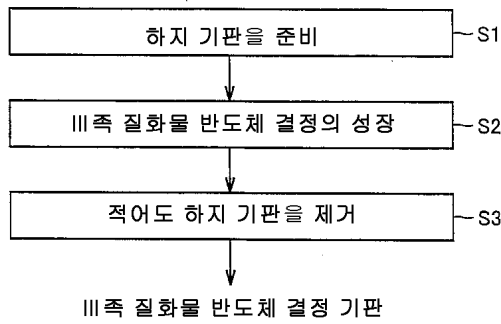 하지 기판을 준비
S1
III족 질화물 반도체 결정의 성장
S2
적어도 하지 기판을 제거
S3
III족 질화물 반도체 결정 기판